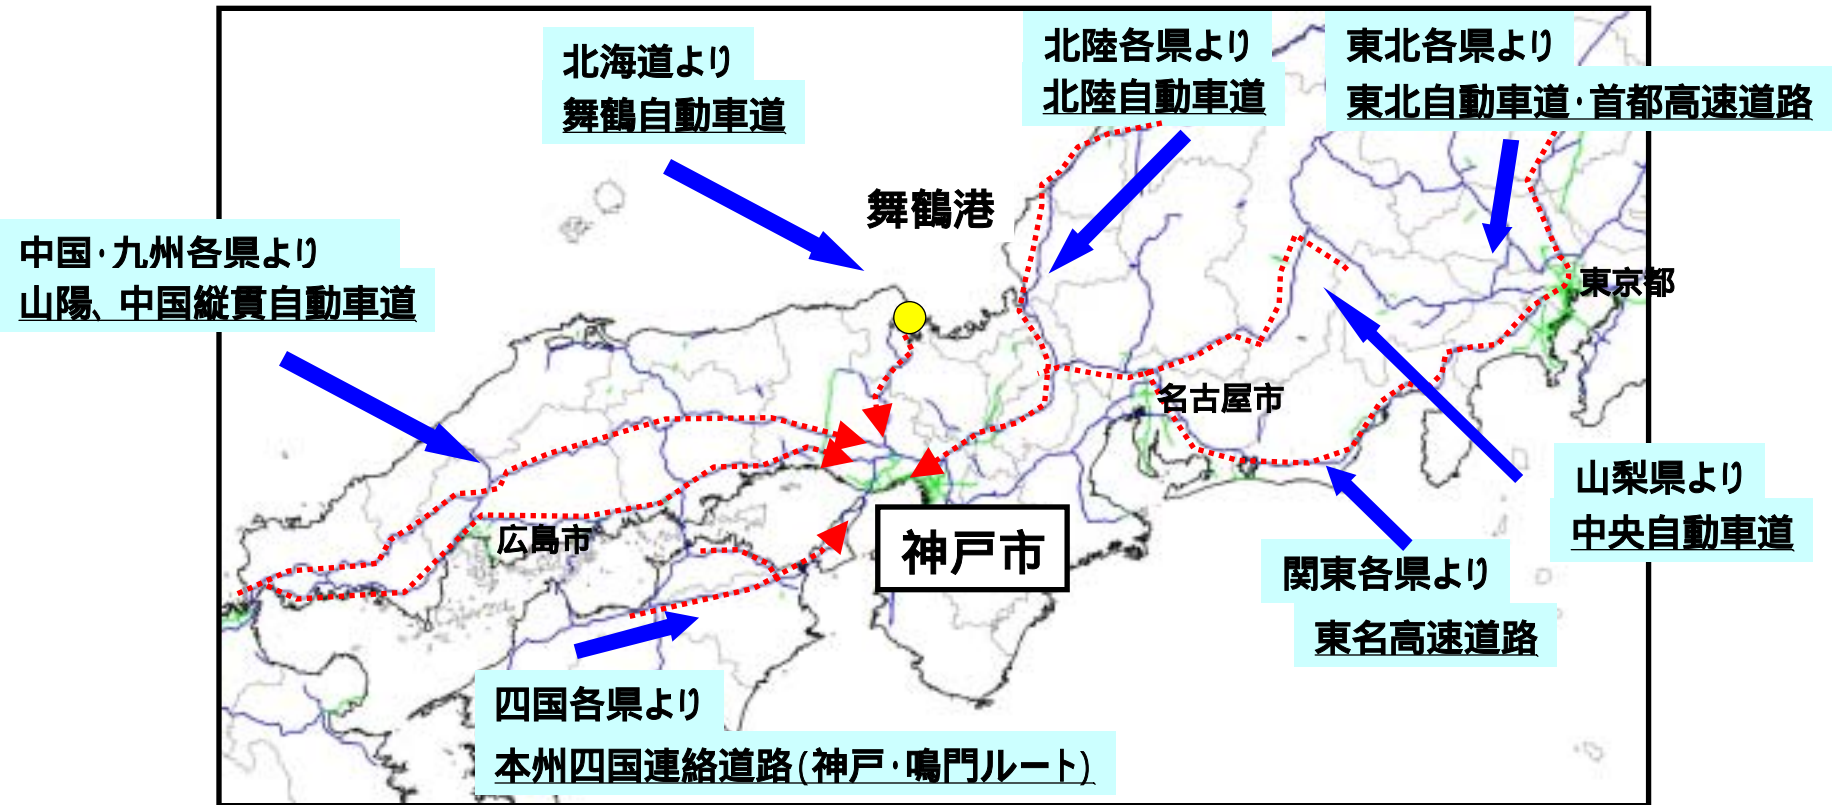 北海道より
舞鶴自動車道
北陸各県より
北陸自動車道
東北各県より
東北自動車道・首都高速道路
舞鶴港
中国・九州各県より
山陽、中国縦貫自動車道
東京都
名古屋市
広島市
神戸市
山梨県より
中央自動車道
関東各県より
東名高速道路
四国各県より
本州四国連絡道路(神戸・鳴門ルート)